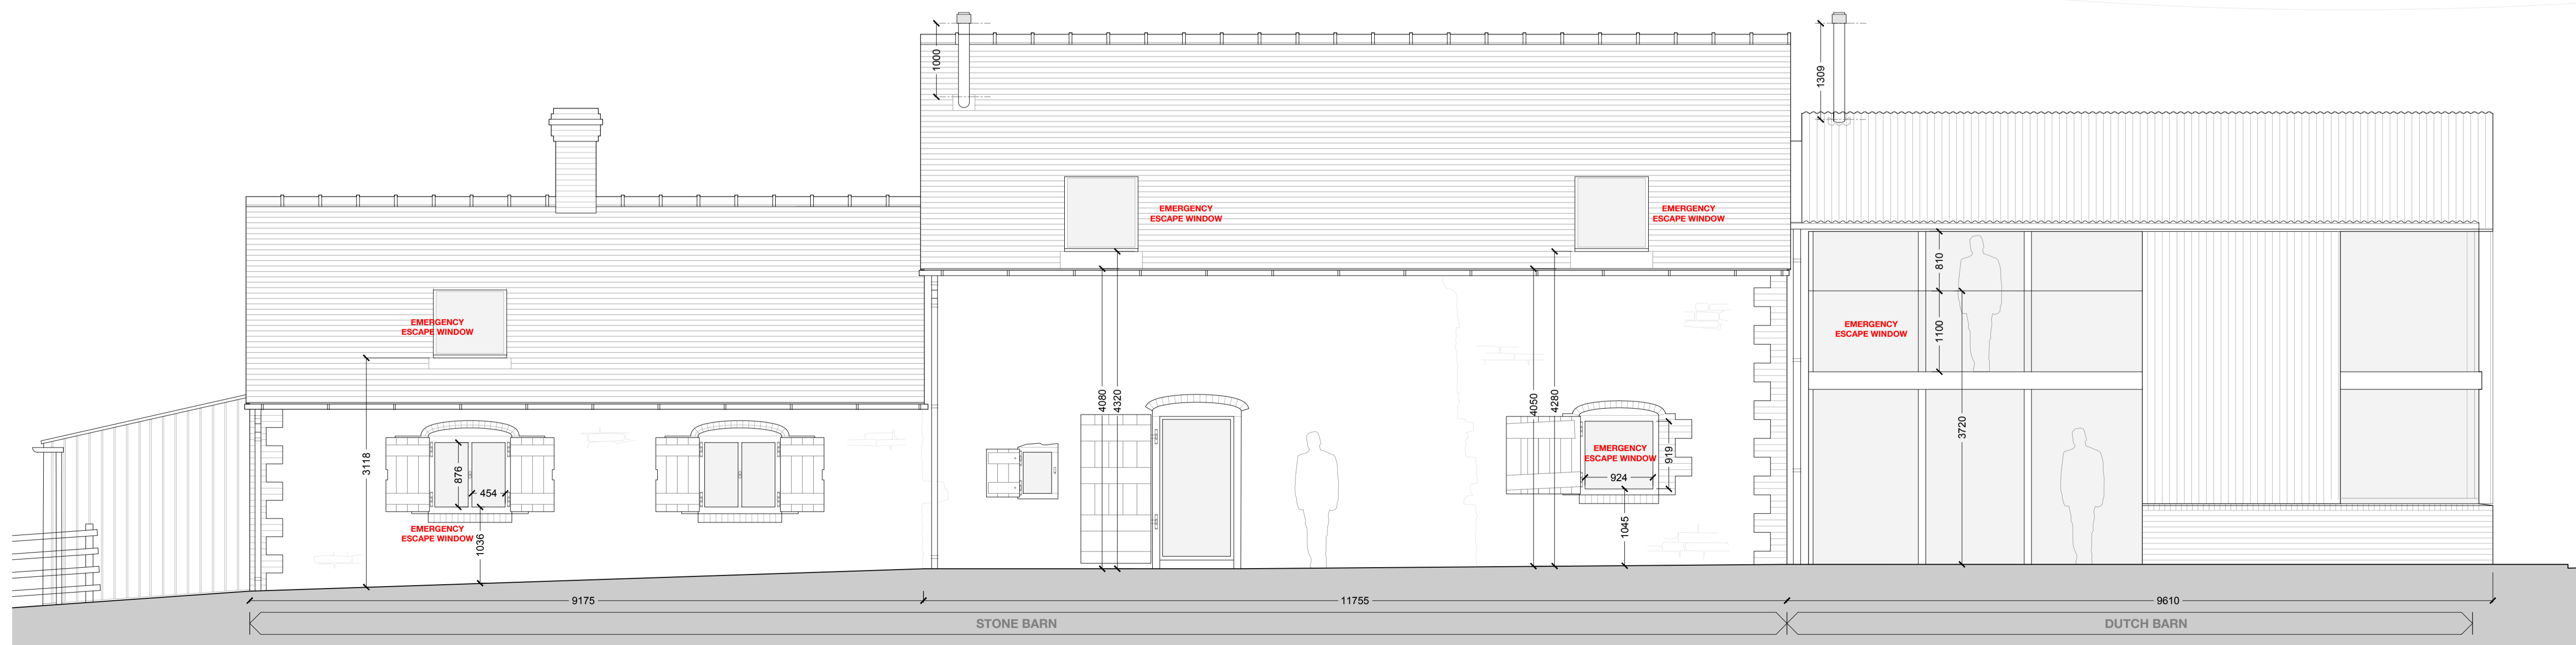 1000
1309
EMERGENCY
ESCAPE WINDOW
EMERGENCY
ESCAPE WINDOW
810
1100
3720
EMERGENCY
ESCAPE WINDOW
EMERGENCY
ESCAPE WINDOW
3118
876
454
1036
EMERGENCY
ESCAPE WINDOW
4080
4320
4050
4280
EMERGENCY
ESCAPE WINDOW
919
924
1045
9175
11755
9610
STONE BARN
DUTCH BARN